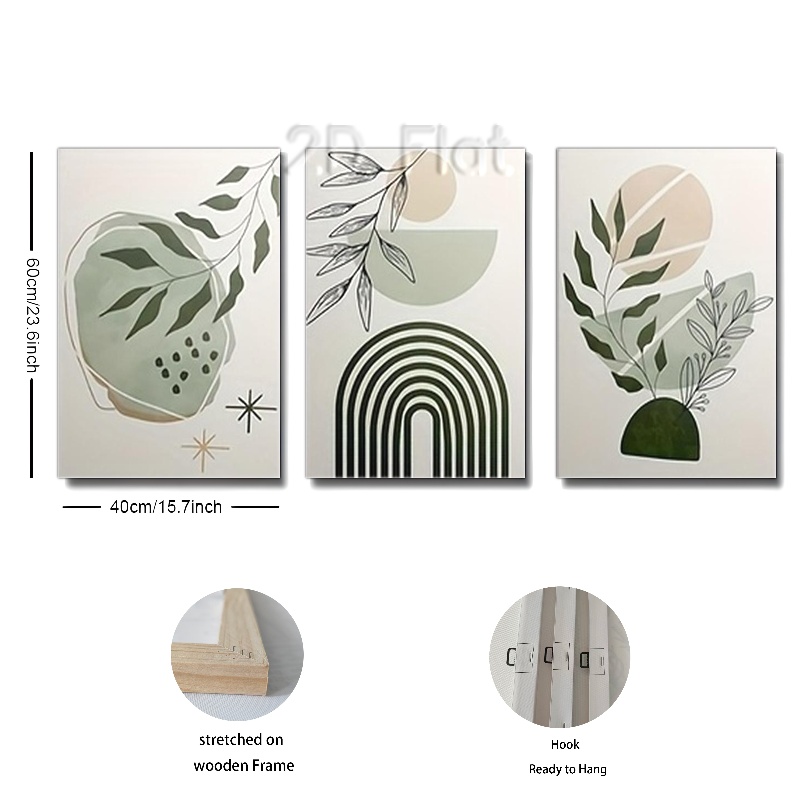 2D Flat
60cm/23.6inch
40cm/15.7inch
stretched on
wooden Frame
Hook
Ready to Hang